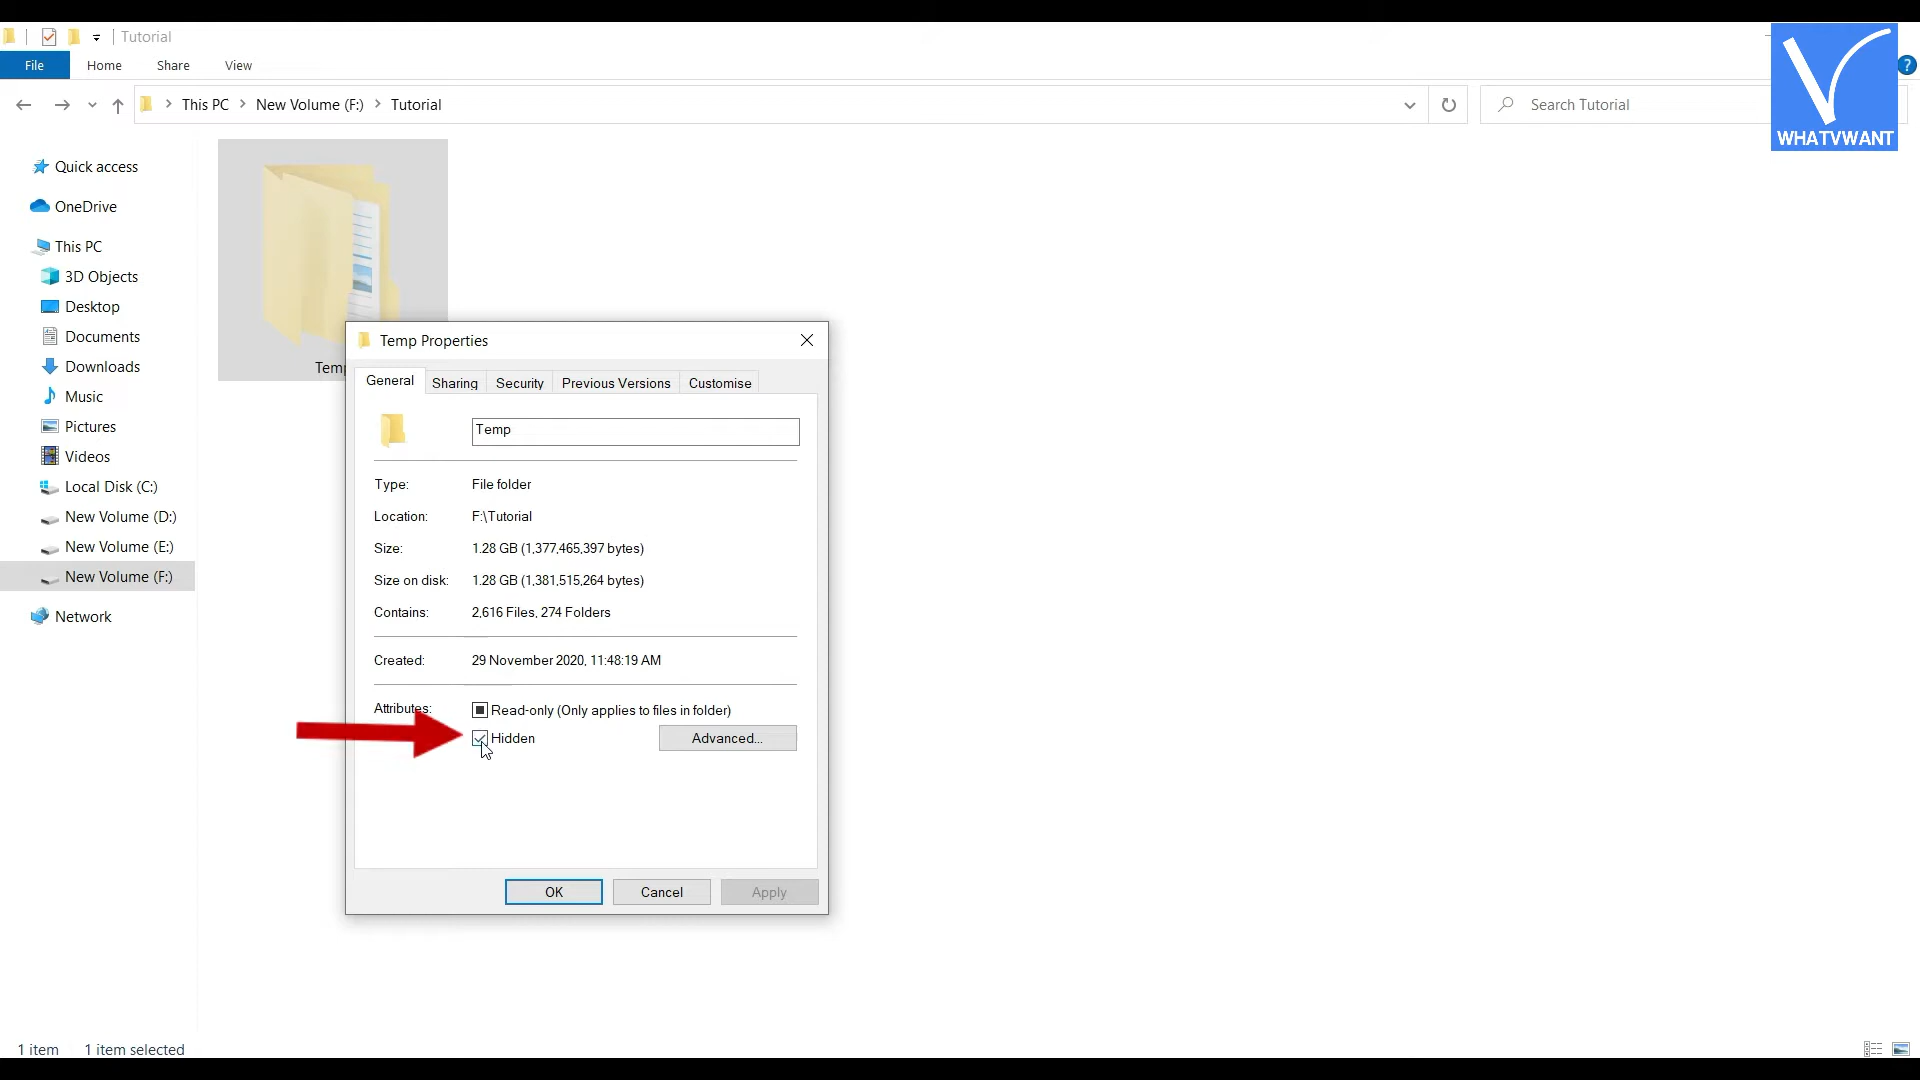 Tutorial
File Home Share View
This PC New Volume (F:) Tutorial
Search Tutorial
?
WHATVWANT
Quick access
OneDrive
This PC
3D Objects
Desktop
Documents
Downloads
Music
Pictures
Videos
Local Disk (C:)
New Volume (D:)
New Volume (E:)
New Volume (F:)
Network
Temp
Temp Properties
General Sharing Security Previous Versions Customise
Temp
Type: File folder
Location: F:\Tutorial
Size: 1.28 GB (1,377,465,397 bytes)
Size on disk: 1.28 GB (1,381,515,264 bytes)
Contains: 2,616 Files, 274 Folders
Created: 29 November 2020, 11:48:19 AM
Attributes: Read-only (Only applies to files in folder)
Hidden Advanced...
OK Cancel Apply
1 item 1 item selected